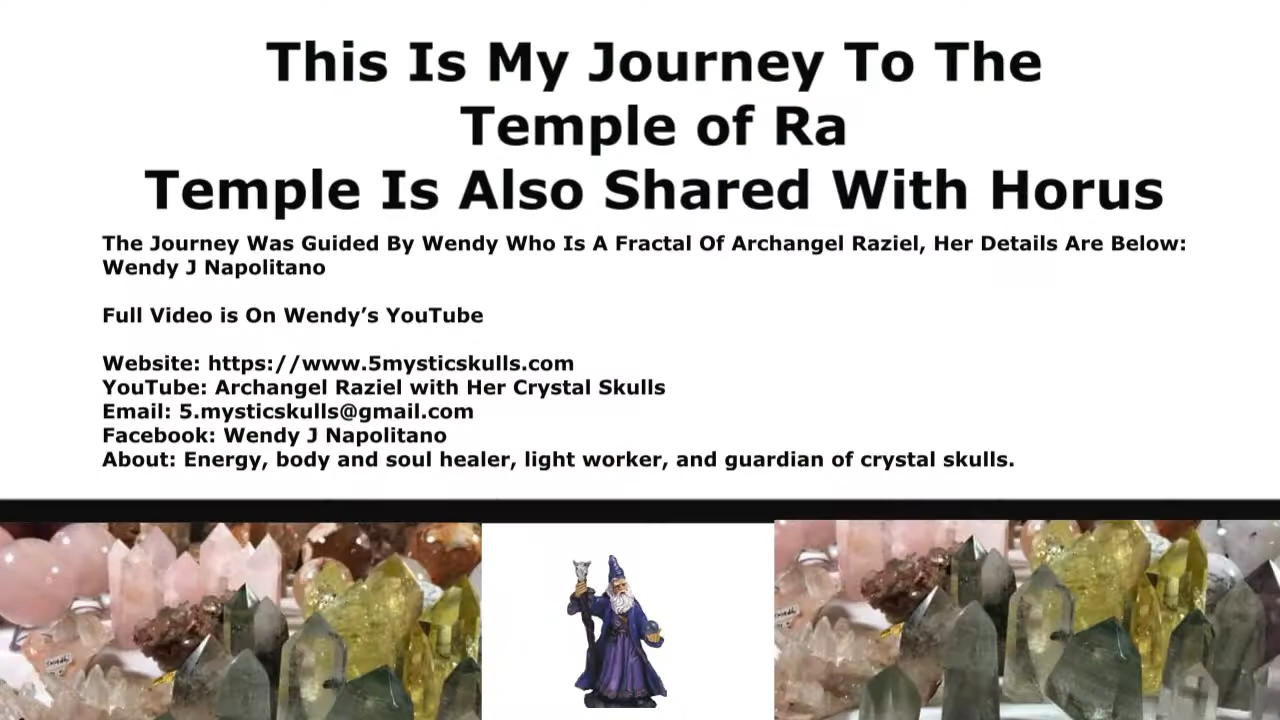 This Is My Journey To The
Temple of Ra
Temple Is Also Shared With Horus
The Journey Was Guided By Wendy Who Is A Fractal Of Archangel Raziel, Her Details Are Below:
Wendy J Napolitano
Full Video is On Wendy’s YouTube
Website: https://www.5mysticskulls.com
YouTube: Archangel Raziel with Her Crystal Skulls
Email: 5.mysticskulls@gmail.com
Facebook: Wendy J Napolitano
About: Energy, body and soul healer, light worker, and guardian of crystal skulls.